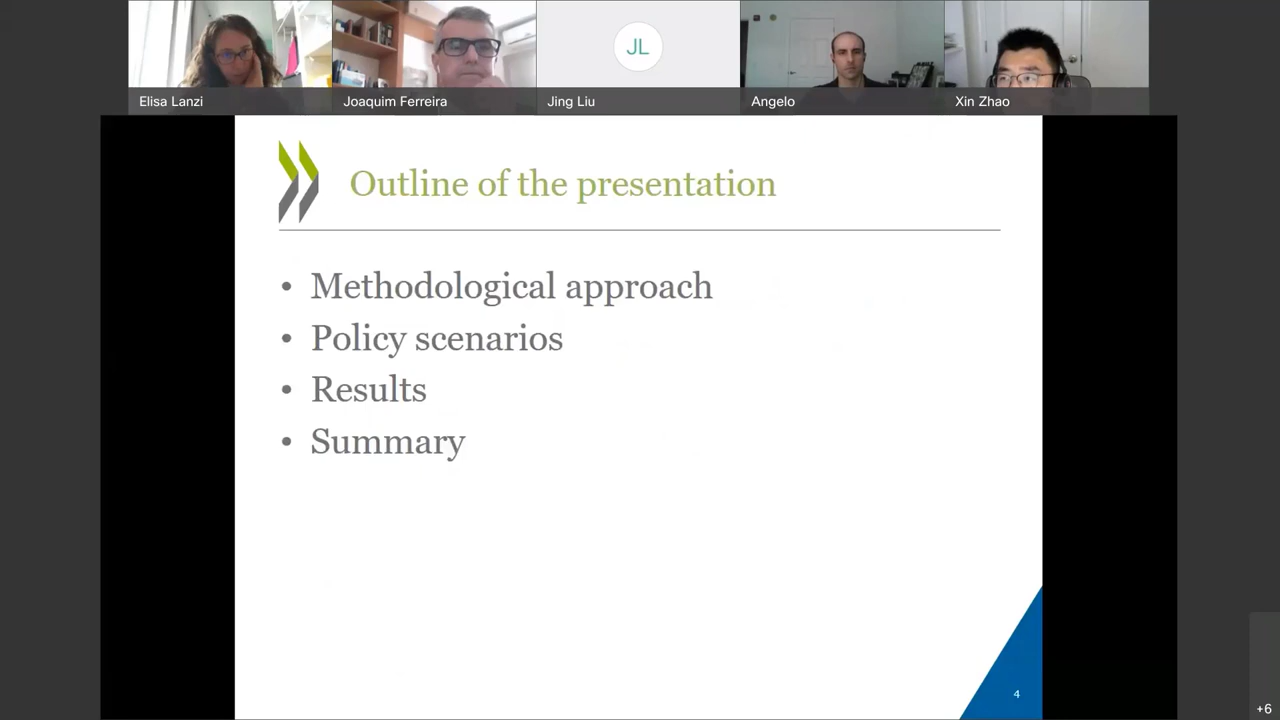 JL
Elisa Lanzi
Joaquim Ferreira
Jing Liu
Angelo
Xin Zhao
Outline of the presentation
• Methodological approach
• Policy scenarios
• Results
• Summary
4
+6